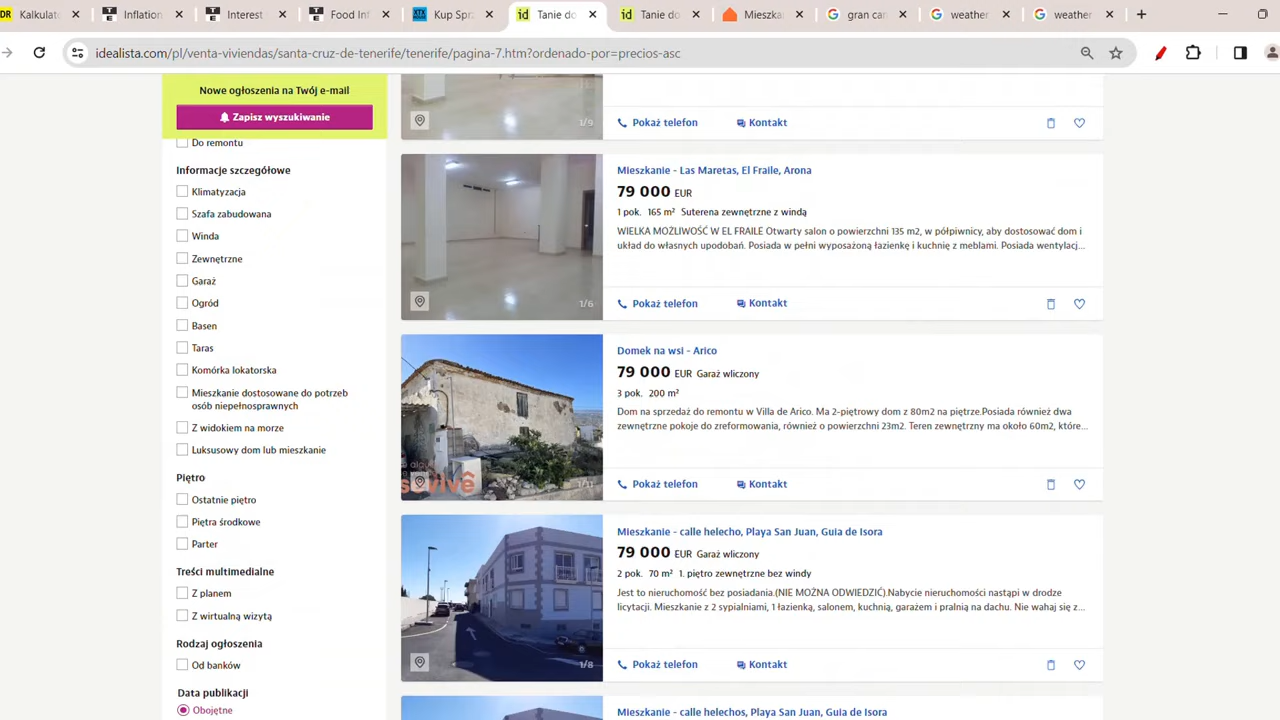 Kalkulato
Inflation
Interest
Food Inf
Kup Sprz
Tanie do
Tanie do
Mieszka
gran can
weather
weather
idealista.com/pl/venta-viviendas/santa-cruz-de-tenerife/tenerife/pagina-7.htm?ordenado-por=precios-asc
Nowe ogłoszenia na Twój e-mail
Zapisz wyszukiwanie
Do remontu
Informacje szczegółowe
Klimatyzacja
Szafa zabudowana
Winda
Zewnętrzne
Garaż
Ogród
Basen
Taras
Komórka lokatorska
Mieszkanie dostosowane do potrzeb
osób niepełnosprawnych
Z widokiem na morze
Luksusowy dom lub mieszkanie
Piętro
Ostatnie piętro
Piętra środkowe
Parter
Treści multimedialne
Z planem
Z wirtualną wizytą
Rodzaj ogłoszenia
Od banków
Data publikacji
Obojętne
1/9
Pokaż telefon Kontakt
Mieszkanie - Las Maretas, El Fraile, Arona
79 000 EUR
1 pok. 165 m² Suterena zewnętrzne z windą
WIELKA MOŻLIWOŚĆ W EL FRAILE Otwarty salon o powierzchni 135 m2, w półpiwnicy, aby dostosować dom i
układ do własnych upodobań. Posiada w pełni wyposażoną łazienkę i kuchnię z meblami. Posiada wentylacj...
1/6
Pokaż telefon Kontakt
Domek na wsi - Arico
79 000 EUR Garaż wliczony
3 pok. 200 m²
Dom na sprzedaż do remontu w Villa de Arico. Ma 2-piętrowy dom z 80m2 na piętrze.Posiada również dwa
zewnętrzne pokoje do zreformowania, również o powierzchni 23m2. Teren zewnętrzny ma około 60m2, które...
Pokaż telefon Kontakt
Mieszkanie - calle helecho, Playa San Juan, Guia de Isora
79 000 EUR Garaż wliczony
2 pok. 70 m² 1. piętro zewnętrzne bez windy
Jest to nieruchomość bez posiadania.(NIE MOŻNA ODWIEDZIĆ).Nabycie nieruchomości nastąpi w drodze
licytacji. Mieszkanie z 2 sypialniami, 1 łazienką, salonem, kuchnią, garażem i pralnią na dachu. Nie wahaj się z...
1/8
Pokaż telefon Kontakt
Mieszkanie - calle helechos, Playa San Juan, Guia de Isora